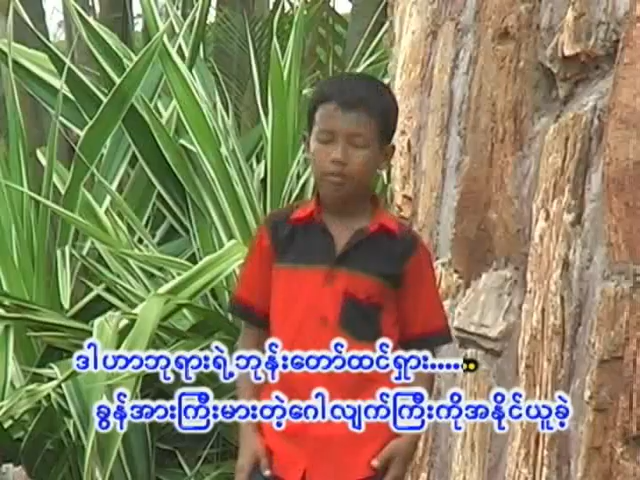 ဒါဟာဘုရားရဲ့ဘုန်းတော်ထင်ရှား......
ခွန်အားကြီးမားတဲ့ဂေါလျက်ကြီးကိုအနိုင်ယူခဲ့